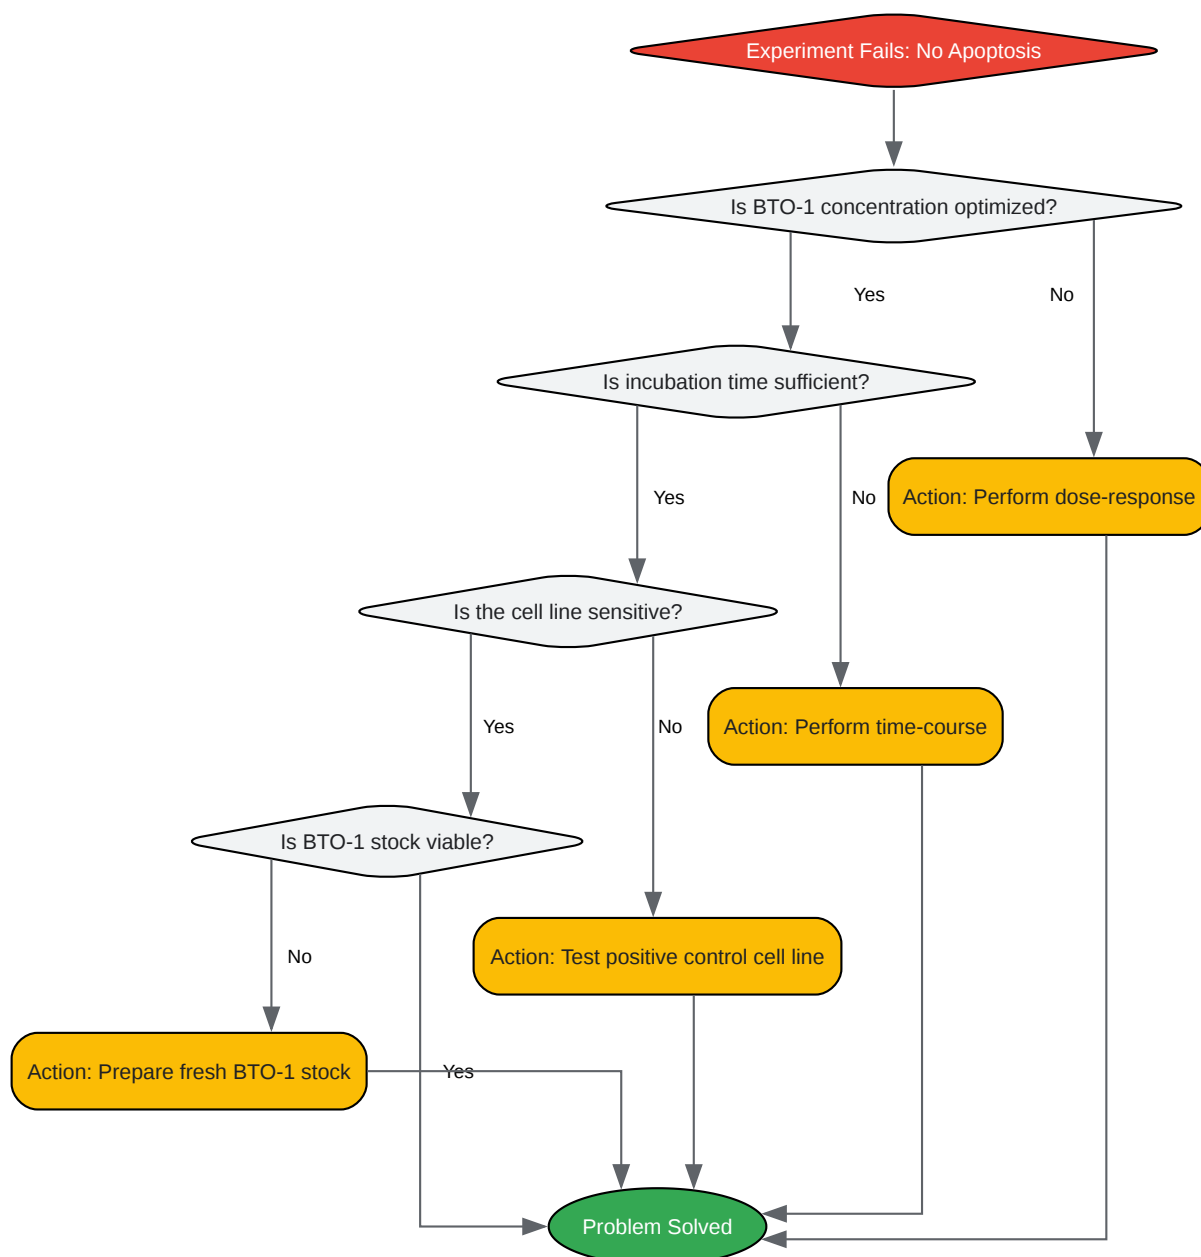 Experiment Fails: No Apoptosis
Is BTO-1 concentration optimized?
Yes
No
Is incubation time sufficient?
Yes
No
Action: Perform dose-response
Is the cell line sensitive?
Yes
No
Action: Perform time-course
Is BTO-1 stock viable?
No
Action: Test positive control cell line
Action: Prepare fresh BTO-1 stock
Yes
Problem Solved